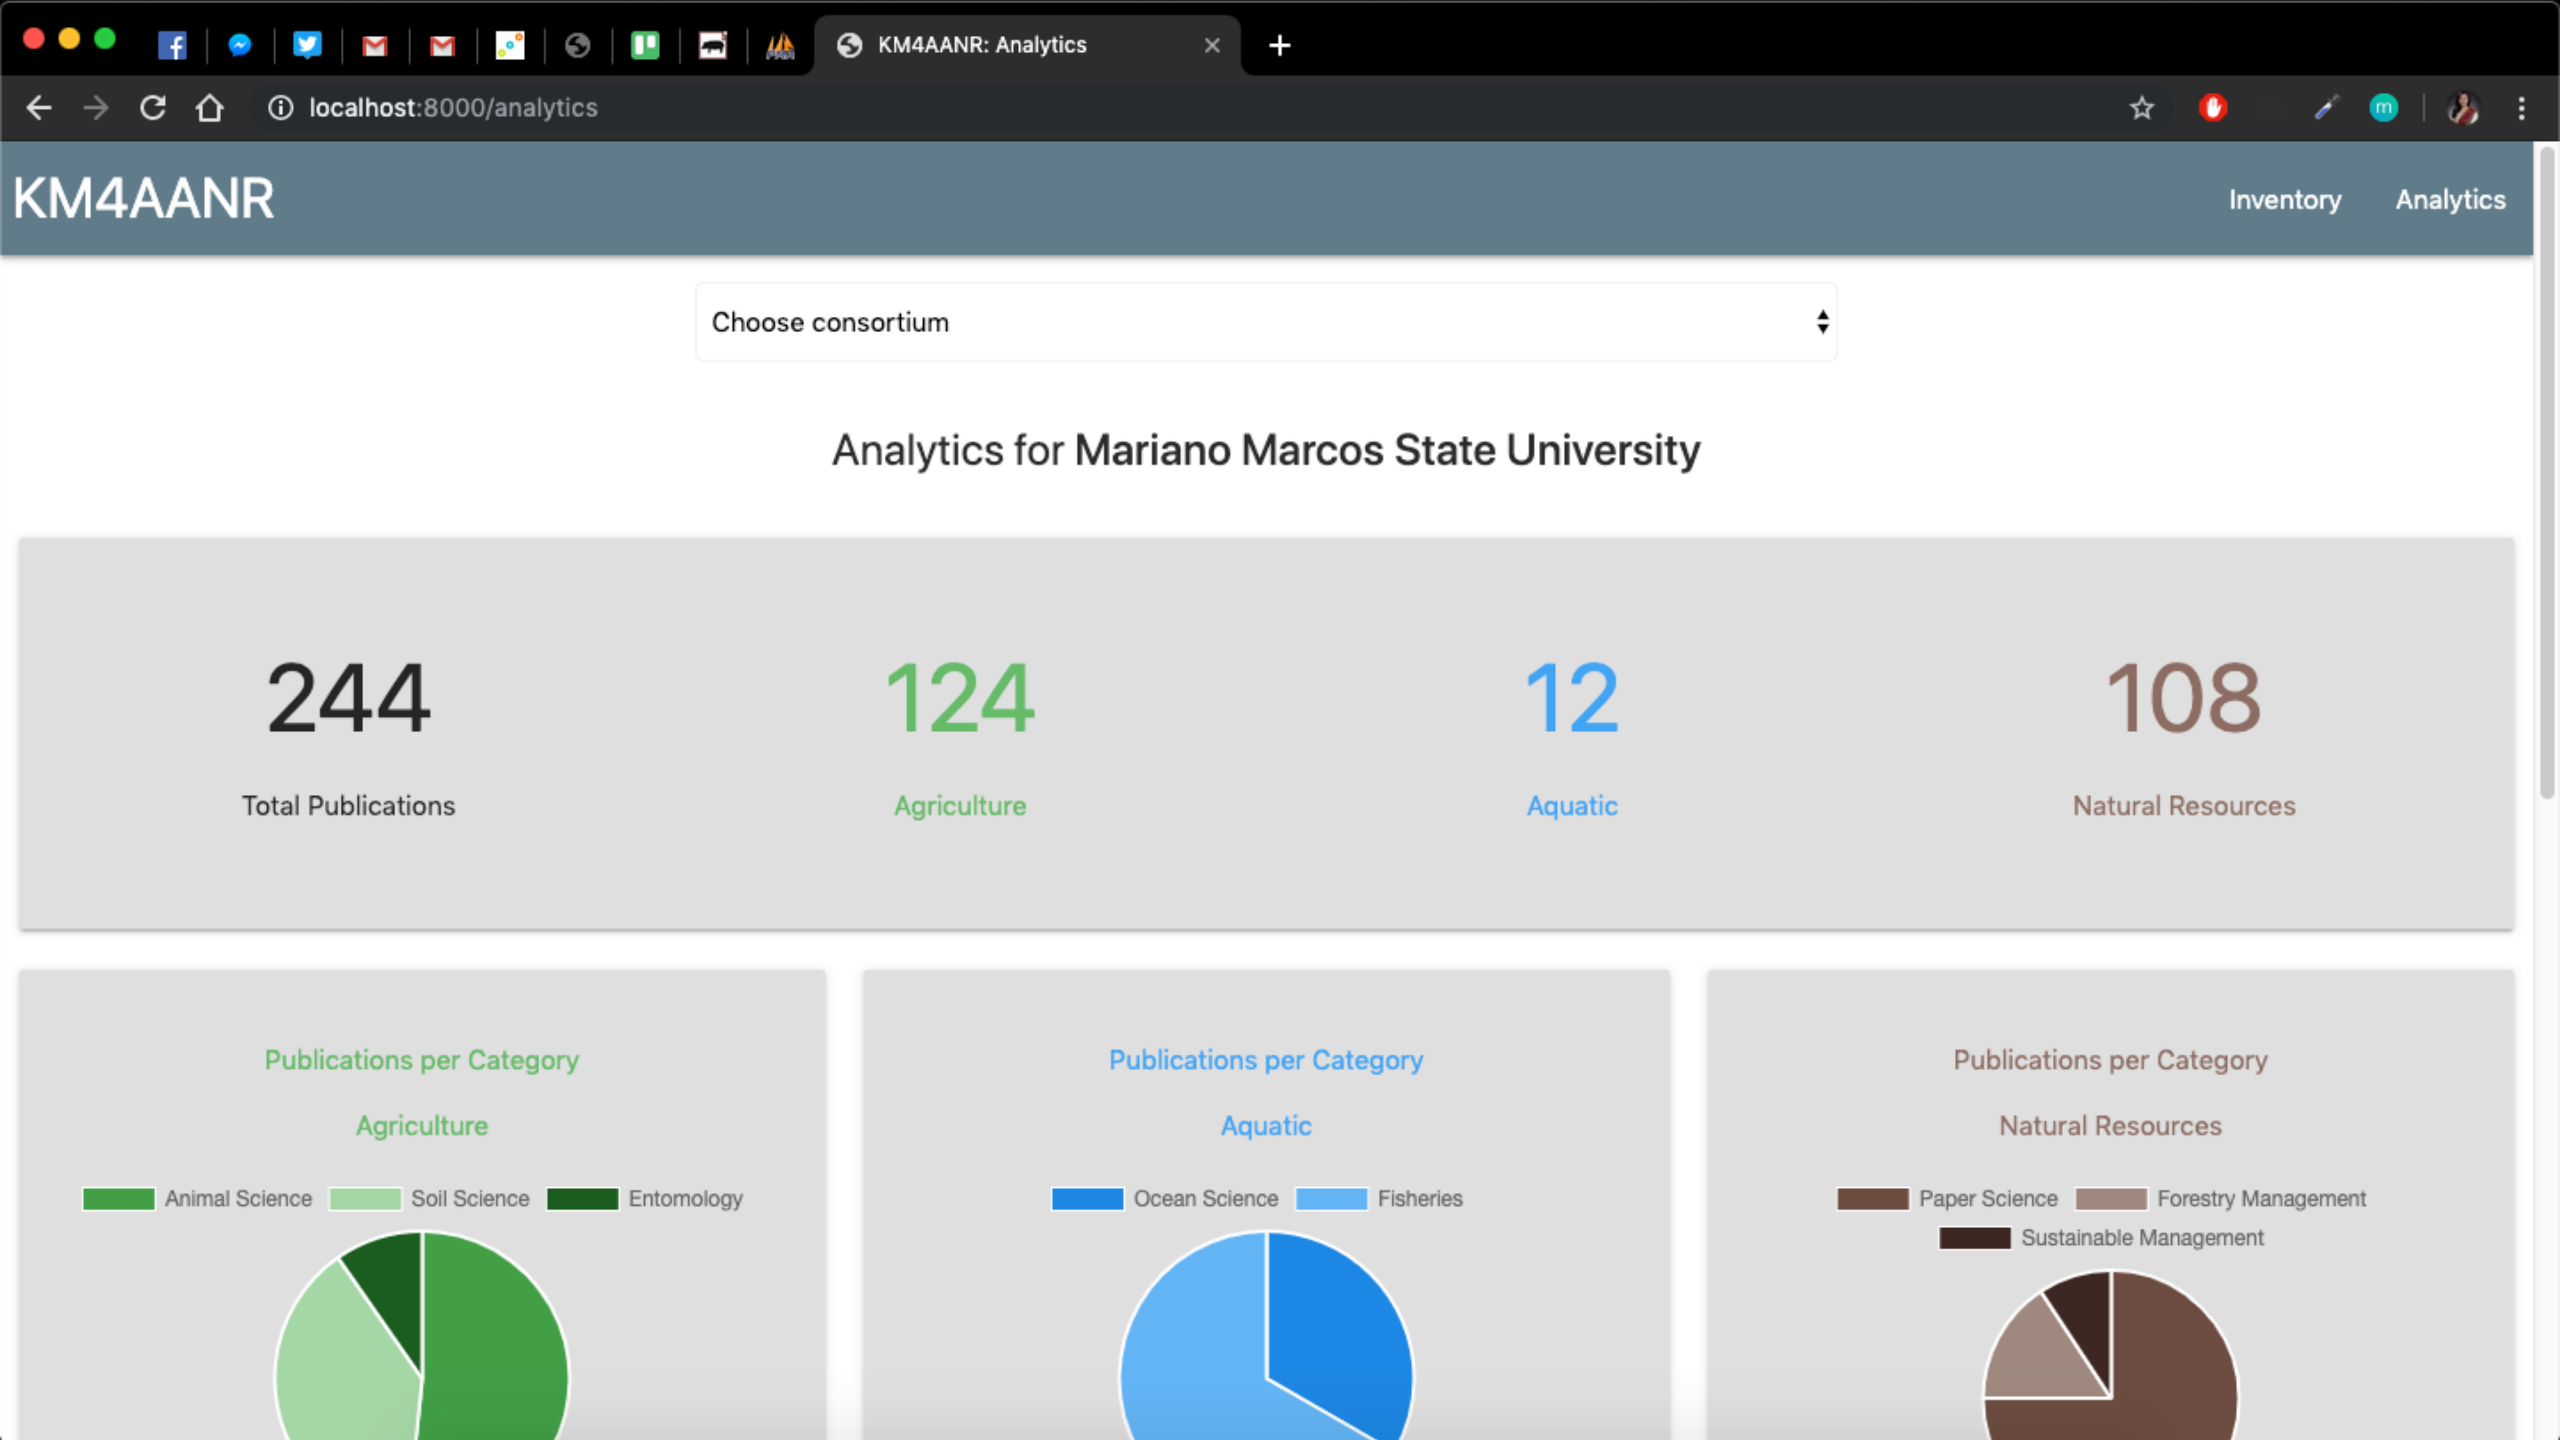 KM4AANR: Analytics
localhost:8000/analytics
m
KM4AANR
Inventory
Analytics
Choose consortium
Analytics for Mariano Marcos State University
244
124
12
108
Total Publications
Agriculture
Aquatic
Natural Resources
Publications per Category
Agriculture
Animal Science
Soil Science
Entomology
Publications per Category
Aquatic
Ocean Science
Fisheries
Publications per Category
Natural Resources
Paper Science
Forestry Management
Sustainable Management